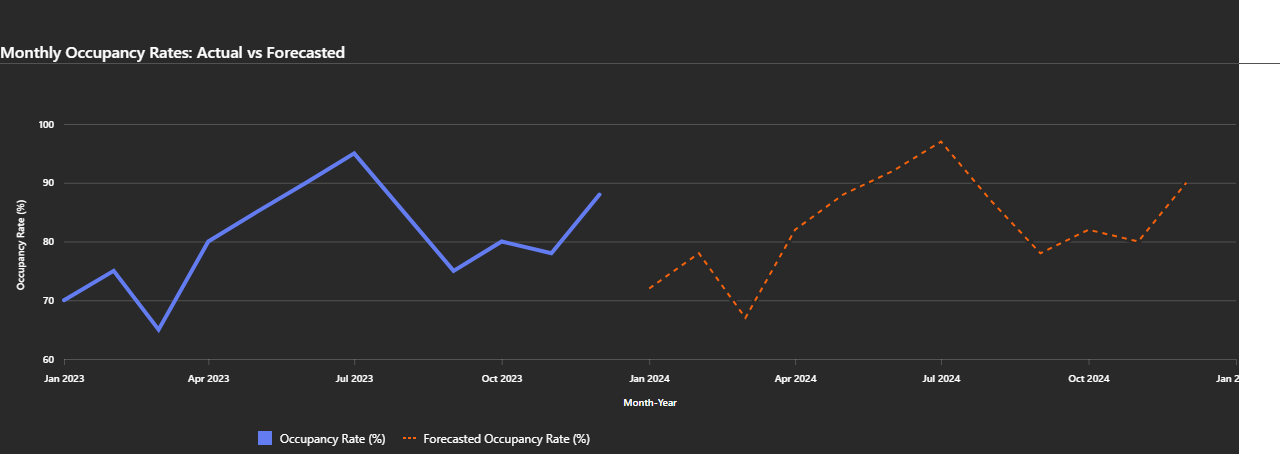 Monthly Occupancy Rates: Actual vs Forecasted
100
90
80
70
60
Occupancy Rate (%)
Jan 2023 Apr 2023 Jul 2023 Oct 2023 Jan 2024 Apr 2024 Jul 2024 Oct 2024 Jan
Month-Year
Occupancy Rate (%) Forecasted Occupancy Rate (%)